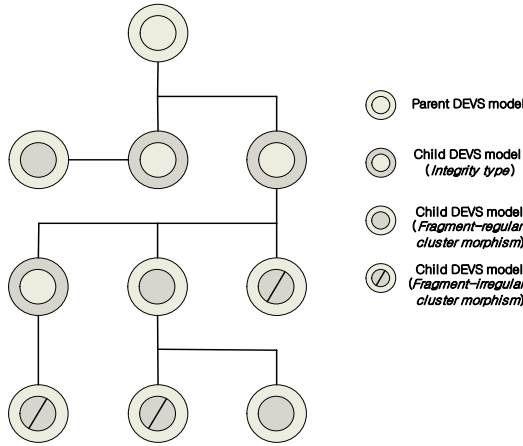 Parent DEVS model
Child DEVS model
(Integrity type)
Child DEVS model
(Fragment-regular
cluster morphism)
Child DEVS model
(Fragment-irregular
cluster morphism)